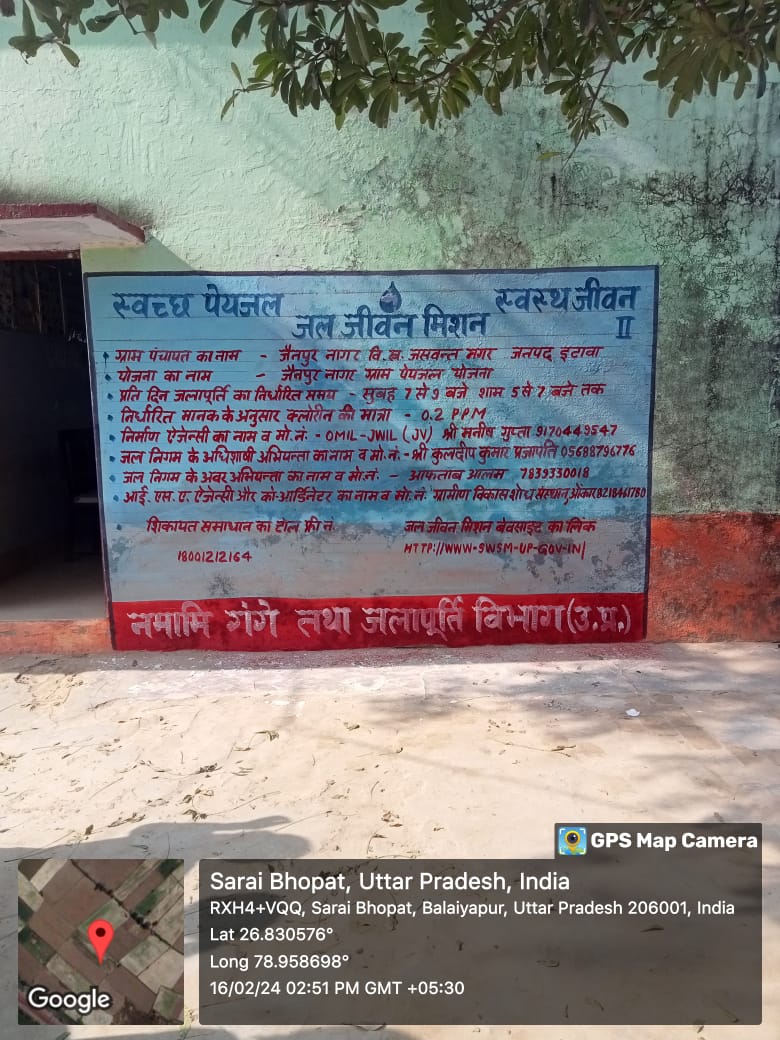 स्वच्छ पेयजल
स्वस्थ जीवन
जल जीवन मिशन
II
ग्राम पंचायत का नाम - जैनपुर नागर वि.ख. जसवन्त नगर जनपद इटावा
योजना का नाम - जैनपुर नागर ग्राम पेयजल योजना
प्रति दिन जलापूर्ति का निर्धारित समय - सुबह 7 से 9 बजे शाम 5 से 7 बजे तक
निर्धारित मानक के अनुसार क्लोरीन की मात्रा - 0.2 PPM
निर्माण ऐजेन्सी का नाम व मो.नं. - OMIL-JWIL (JV) श्री मनीष गुप्ता 9170449547
जल निगम के अधिशाषी अभियन्ता का नाम व मो.नं. - श्री कुलदीप कुमार प्रजापति 05688796776
जल निगम के अवर अभियन्ता का नाम व मो.नं. - आफताब आलम 7839330018
आई. एस. ए. ऐजेन्सी और को-आर्डिनेटर का नाम व मो.नं. ग्रामीण विकास शोध संस्थान, ओंकार 8218461780
शिकायत समाधान का टोल फ्री नं. जल जीवन मिशन बेवसाइट का लिंक
18001212164 HTTP://WWW-SWSM-UP-GOV-IN/
नमामि गंगे तथा जलापूर्ति विभाग (उ.प्र.)
GPS Map Camera
Sarai Bhopat, Uttar Pradesh, India
RXH4+VQQ, Sarai Bhopat, Balaiyapur, Uttar Pradesh 206001, India
Lat 26.830576°
Long 78.958698°
16/02/24 02:51 PM GMT +05:30
Google